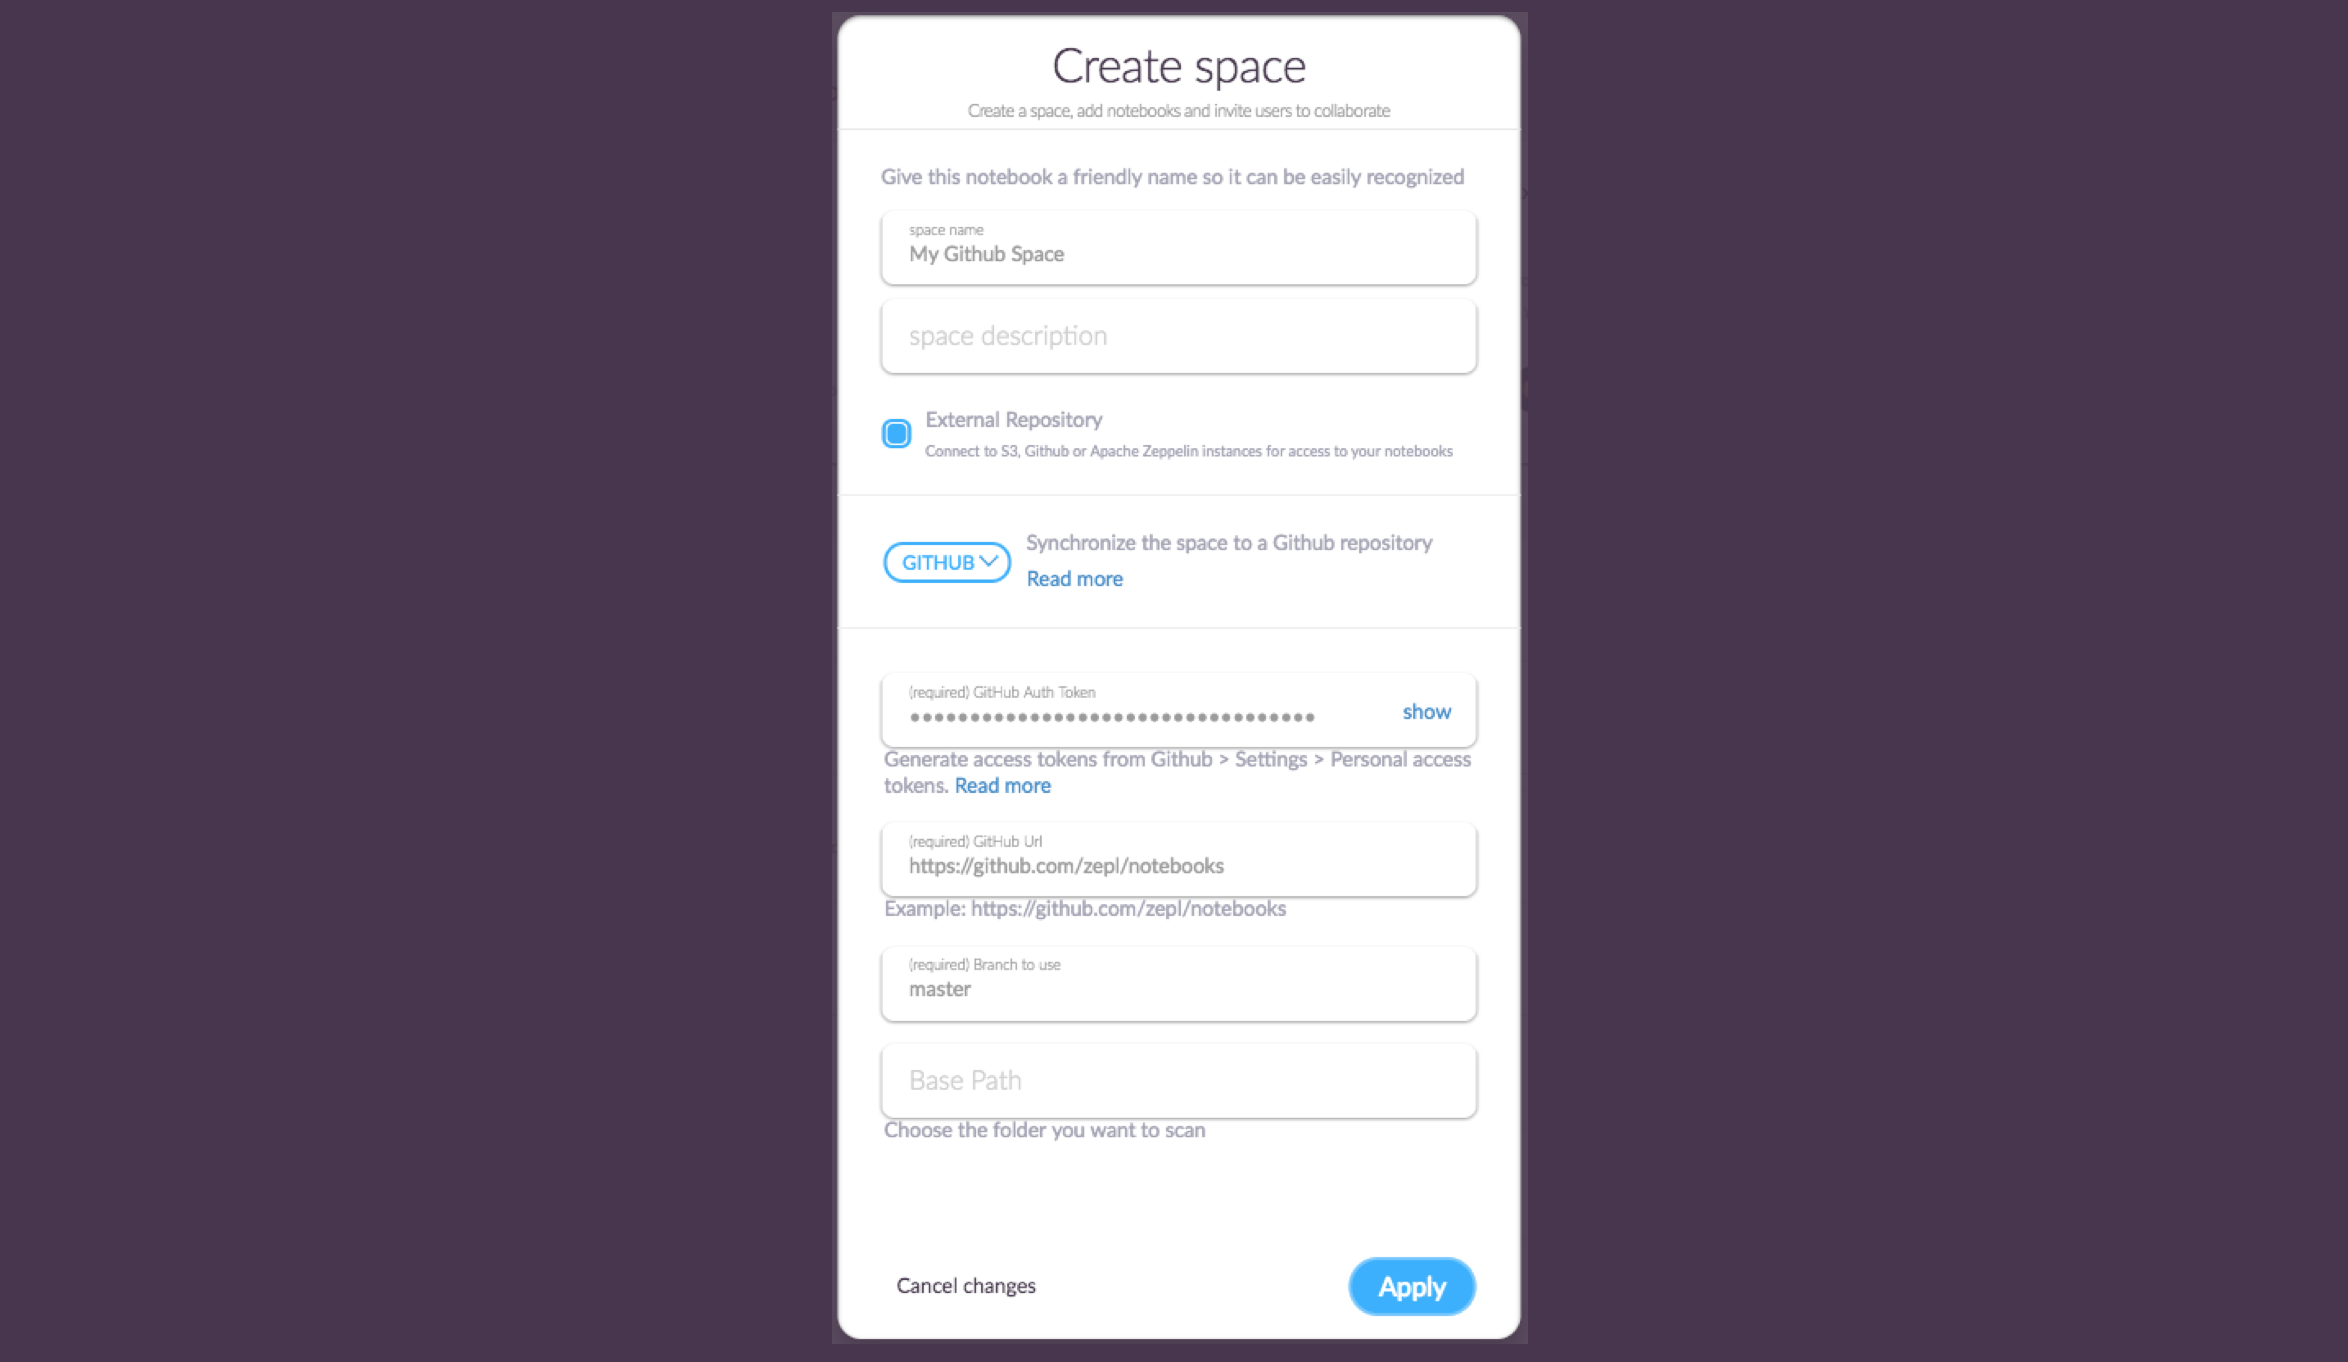 Create space
Create a space, add notebooks and invite users to collaborate
Give this notebook a friendly name so it can be easily recognized
space name
My Github Space
space description
External Repository
Connect to S3, Github or Apache Zeppelin instances for access to your notebooks
GITHUB
Synchronize the space to a Github repository
Read more
(required) GitHub Auth Token
••••••••••••••••••••••••••••••••••
show
Generate access tokens from Github > Settings > Personal access
tokens. Read more
(required) GitHub Url
https://github.com/zepl/notebooks
Example: https://github.com/zepl/notebooks
(required) Branch to use
master
Base Path
Choose the folder you want to scan
Cancel changes
Apply